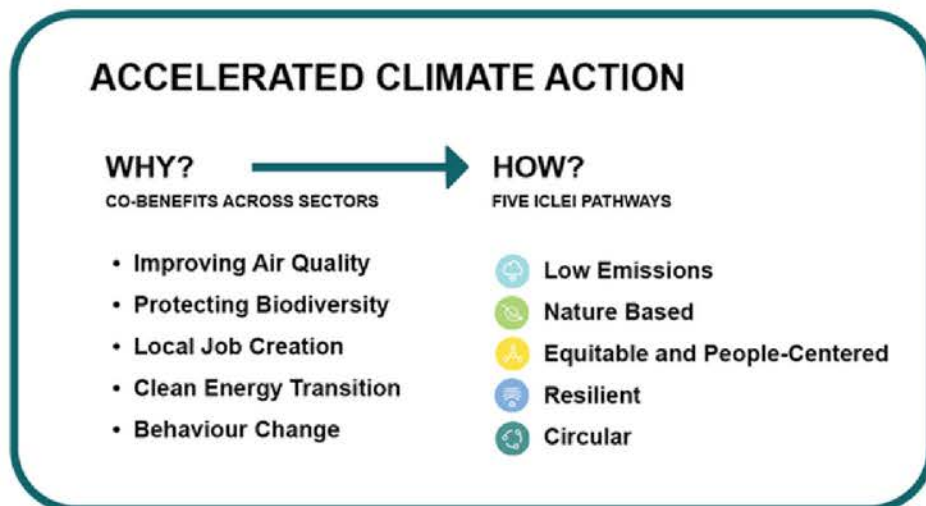 ACCELERATED CLIMATE ACTION
WHY?
CO-BENEFITS ACROSS SECTORS
• Improving Air Quality
• Protecting Biodiversity
• Local Job Creation
• Clean Energy Transition
• Behaviour Change
HOW?
FIVE ICLEI PATHWAYS
Low Emissions
Nature Based
Equitable and People-Centered
Resilient
Circular